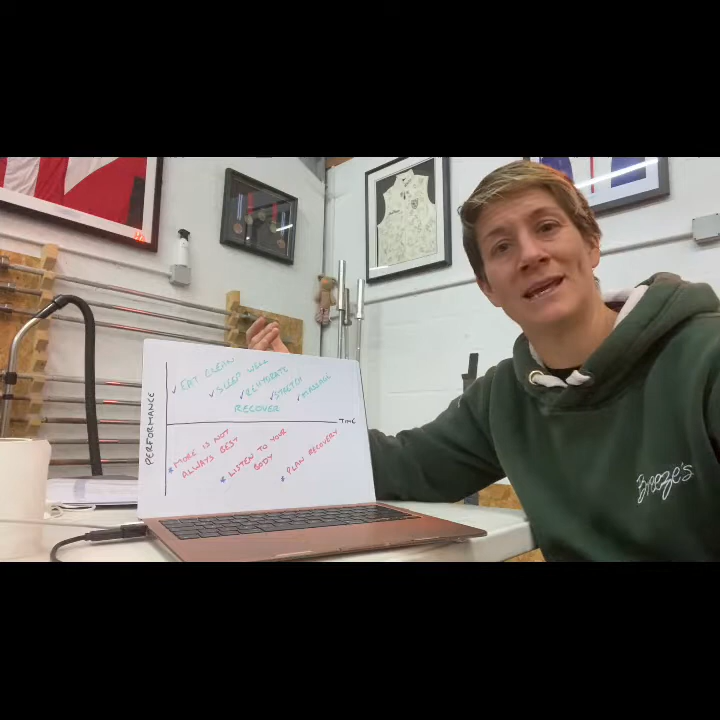 ✓ EAT CLEAN
✓ SLEEP WELL
✓ REHYDRATE
✓ STRETCH
✓ MASSAGE
RECOVER
TIME
PERFORMANCE
* MORE IS NOT
ALWAYS BEST
* LISTEN TO YOUR
BODY
* PLAN RECOVERY
Breeze's